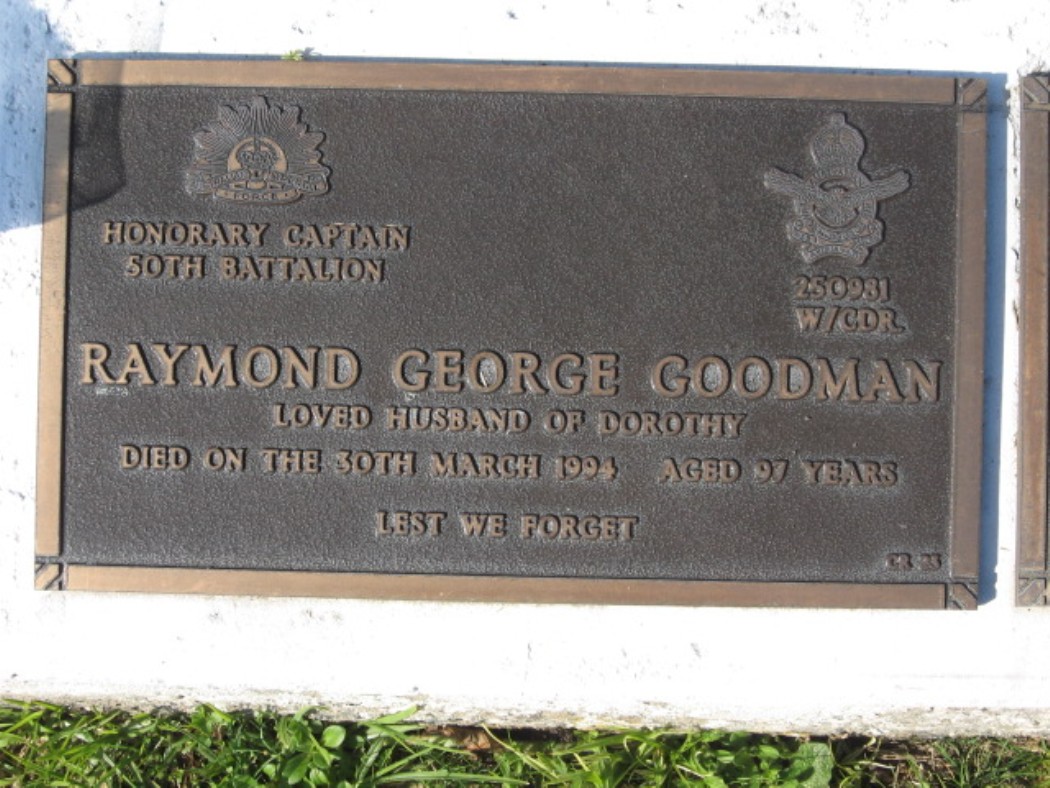 FORCE
HONORARY CAPTAIN
50TH BATTALION
250981
W/CDR.
RAYMOND GEORGE GOODMAN
LOVED HUSBAND OF DOROTHY
DIED ON THE 30TH MARCH 1994 AGED 97 YEARS
LEST WE FORGET